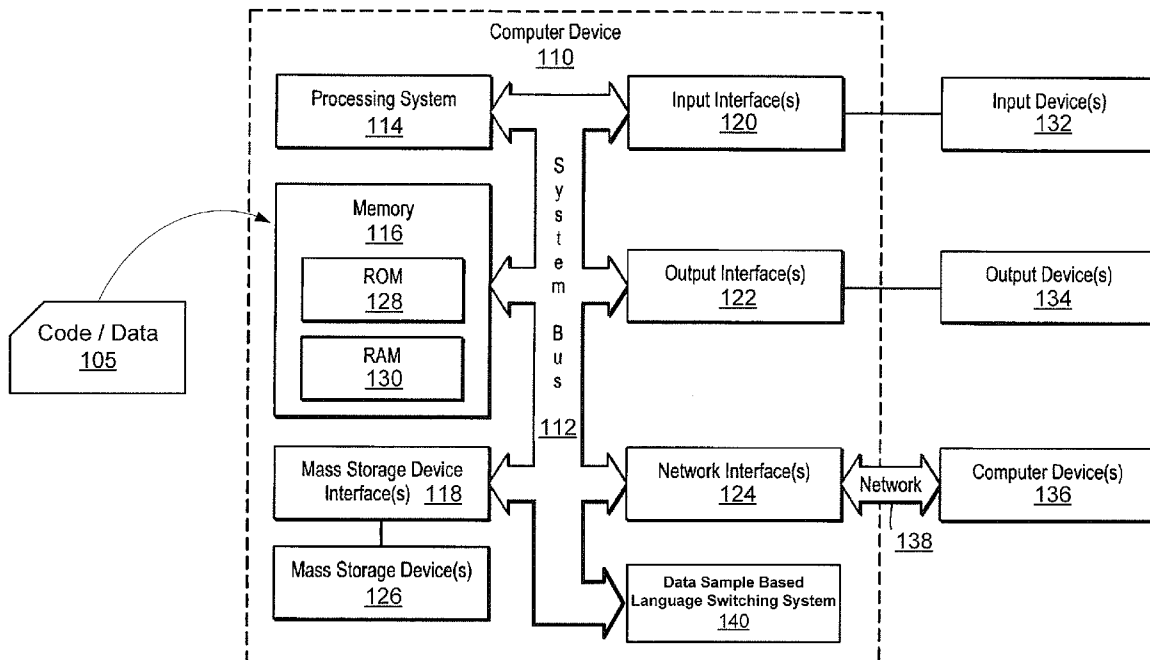 Computer Device
110
Processing System
114
Input Interface(s)
120
Input Device(s)
132
System Bus
112
Memory
116
ROM
128
RAM
130
Output Interface(s)
122
Output Device(s)
134
Code / Data
105
Mass Storage Device
Interface(s) 118
Network Interface(s)
124
Network
138
Computer Device(s)
136
Mass Storage Device(s)
126
Data Sample Based
Language Switching System
140